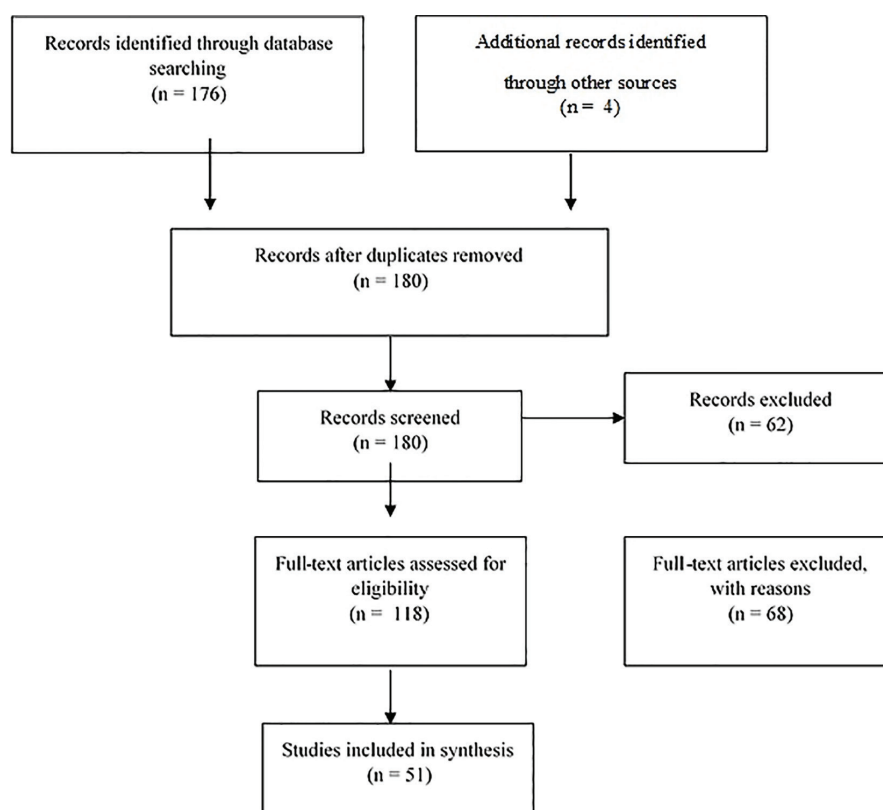 Records identified through database
searching
(n = 176)
Additional records identified
through other sources
(n = 4)
Records after duplicates removed
(n = 180)
Records screened
(n = 180)
Records excluded
(n = 62)
Full-text articles assessed for
eligibility
(n = 118)
Full-text articles excluded,
with reasons
(n = 68)
Studies included in synthesis
(n = 51)